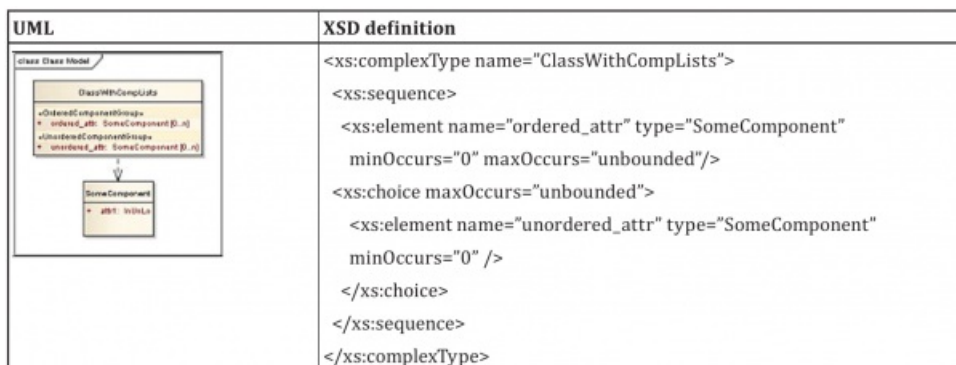 UML
XSD definition
class Class Model
ClassWithCompLists
«OrderedComponentGroup»
+ ordered_attr: SomeComponent [0..n]
«UnorderedComponentGroup»
+ unordered_attr: SomeComponent [0..n]
SomeComponent
+ attr1:
<xs:complexType name="ClassWithCompLists">
<xs:sequence>
<xs:element name="ordered_attr" type="SomeComponent"
minOccurs="0" maxOccurs="unbounded"/>
<xs:choice maxOccurs="unbounded">
<xs:element name="unordered_attr" type="SomeComponent"
minOccurs="0" />
</xs:choice>
</xs:sequence>
</xs:complexType>